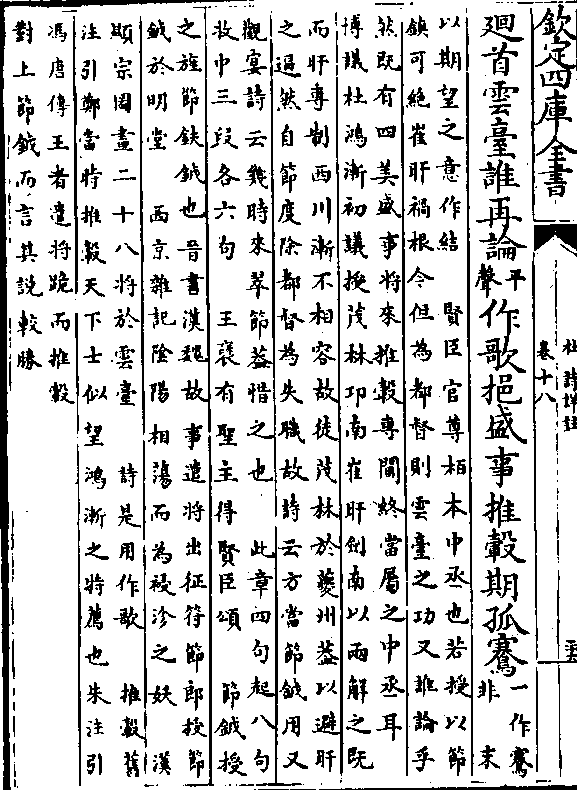 欽定四庫全書
杜詩詳註
卷十八
廻首雲臺誰再論平聲作歌挹盛事推轂期孤騫一作鶱非末
以期望之意作結賢臣官尊栢本中丞也若授以節
鎮可絶崔旰禍根今但為都督則雲臺之功又誰論乎
然既有四美盛事將來推轂專閫終當屬之中丞耳
博議杜鴻漸初議授茂林卭南崔旰劍南以兩解之既
而旰專制西川漸不相容故徙茂林於夔州葢以避旰
之逼然自節度除都督為失職故詩云方當節鉞用又
觀宴詩云幾時來翠節葢惜之也此章四句起八句
收中三段各六句王襃有聖主得賢臣頌節鉞授
之旌節鈇鉞也晉書漢魏故事遣將出征符節郎授節
鉞於明堂西京雜記隂陽相蕩而為祲沴之妖漢
顯宗圖畫二十八將於雲臺詩是用作歌推轂舊
注引鄭當時推轂天下士似望鴻漸之特薦也朱注引
馮唐傳王者遣將跪而推轂
對上節鉞而言其説較勝